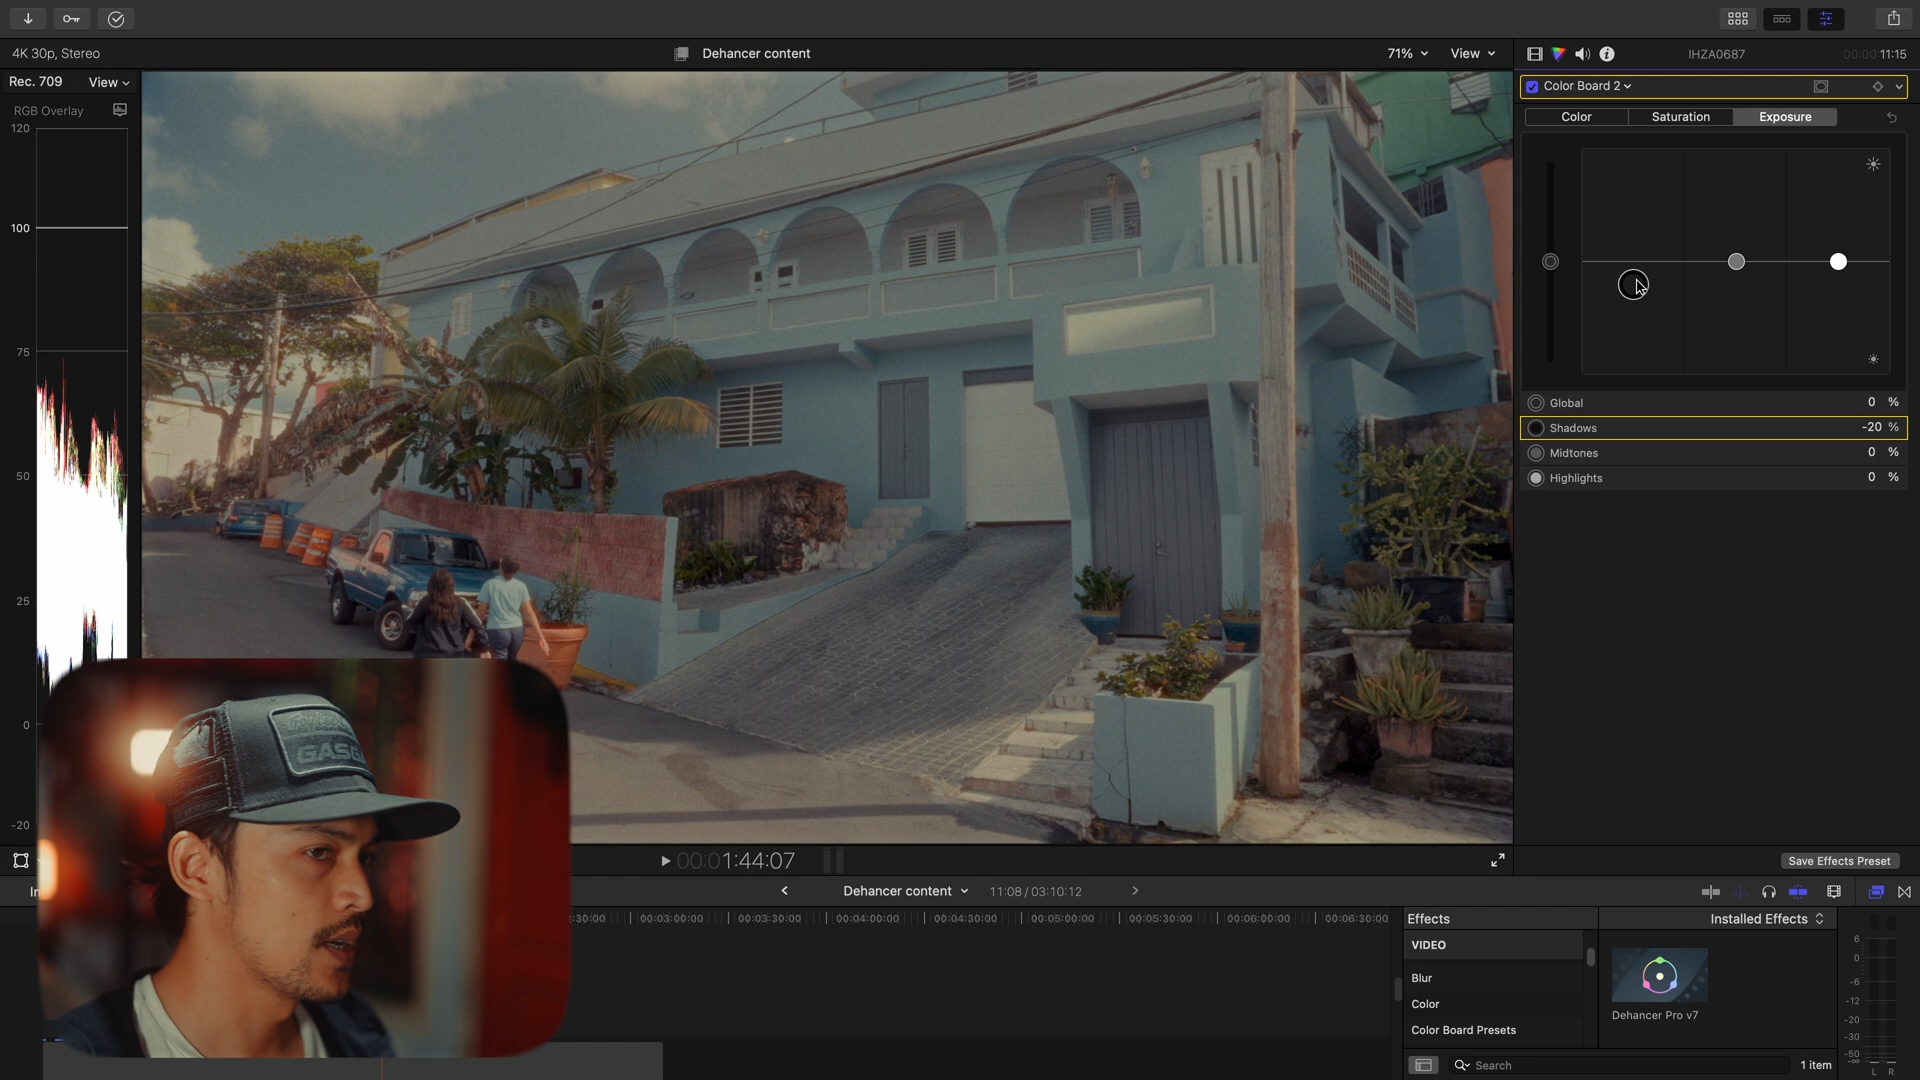 4K 30p, Stereo
Dehancer content
71%
View
IHZA0687
00:00:11:15
Rec. 709
View
Color Board 2
RGB Overlay
Color
Saturation
Exposure
120
100
75
50
25
0
-20
Global
0 %
Shadows
-20 %
Midtones
0 %
Highlights
0 %
GASG
00:01:44:07
Save Effects Preset
In
Dehancer content
11:08 / 03:10:12
2:30:00
00:03:00:00
00:03:30:00
00:04:00:00
00:04:30:00
00:05:00:00
00:05:30:00
00:06:00:00
00:06:30:00
Effects
Installed Effects
VIDEO
Blur
Color
Color Board Presets
Dehancer Pro v7
Search
1 item
6
0
-6
-12
-20
-30
-50
-∞
L R